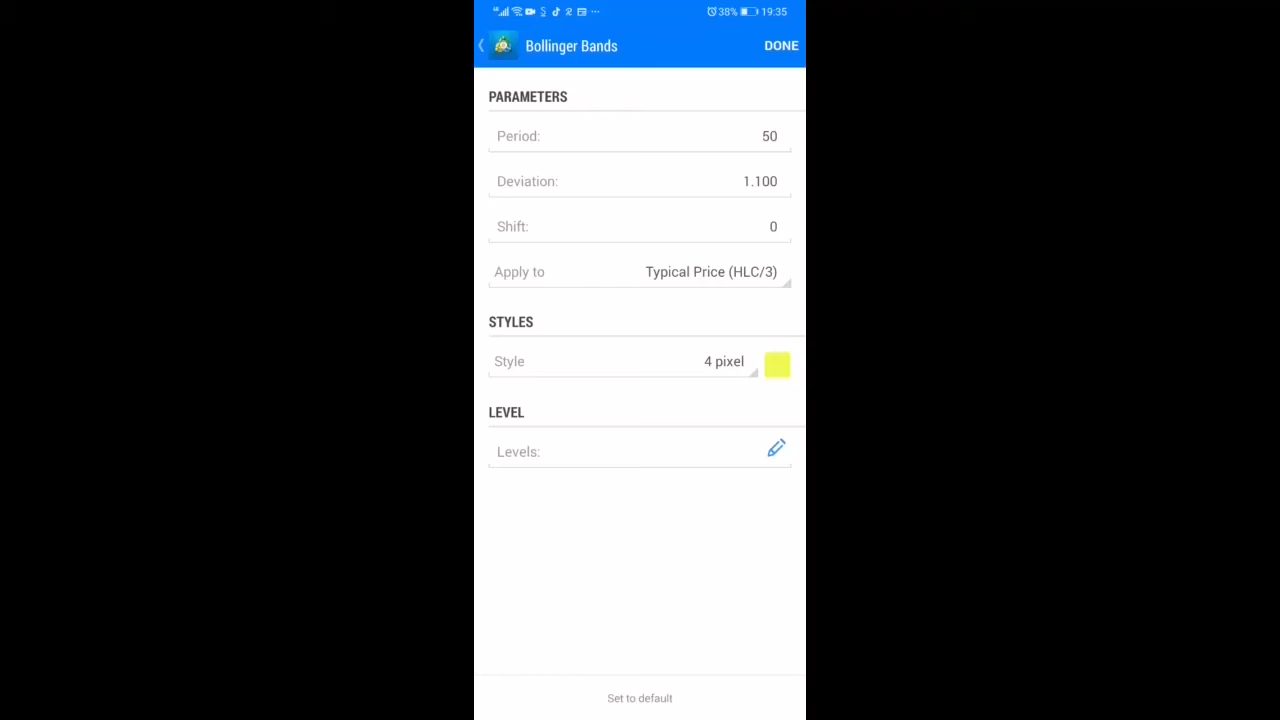 38% 19:35
Bollinger Bands DONE
PARAMETERS
Period: 50
Deviation: 1.100
Shift: 0
Apply to Typical Price (HLC/3)
STYLES
Style 4 pixel
LEVEL
Levels:
Set to default